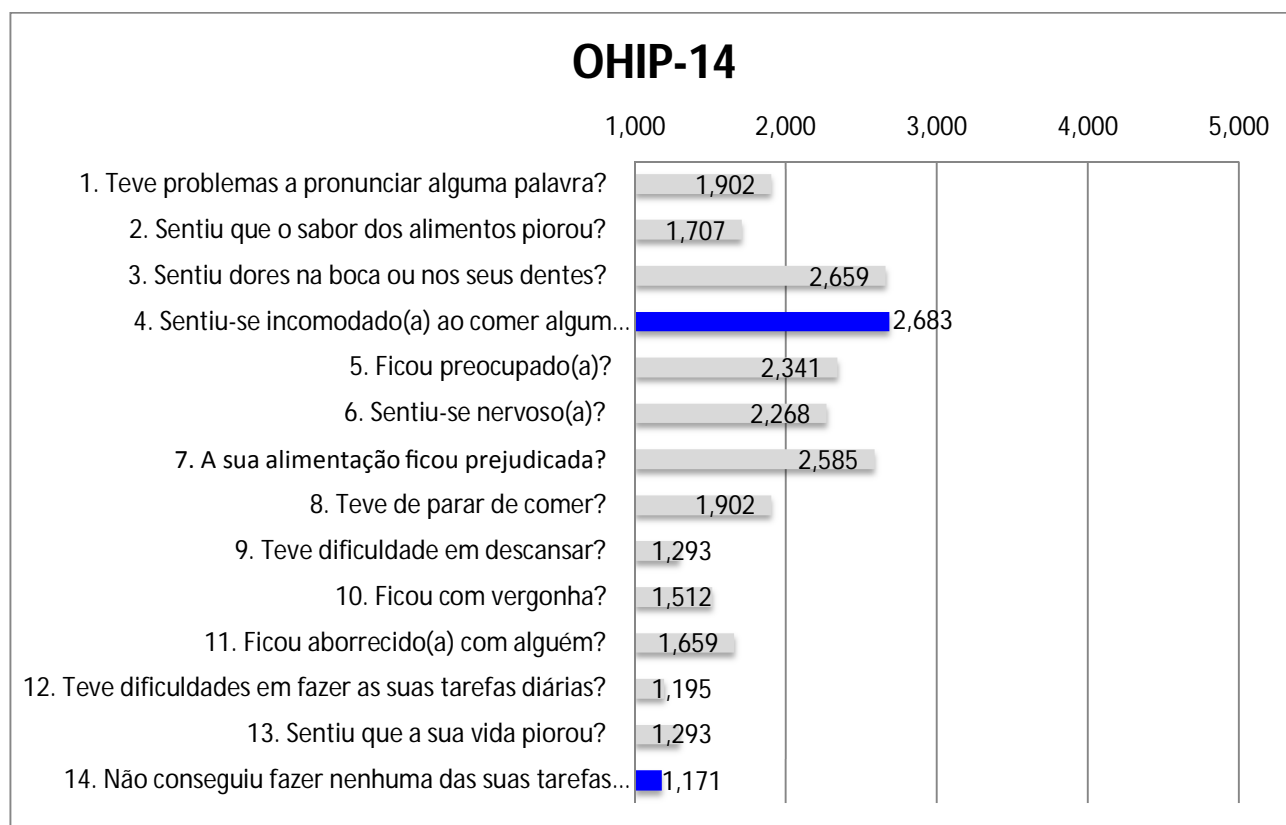 OHIP-14
1,000 2,000 3,000 4,000 5,000
1. Teve problemas a pronunciar alguma palavra? 1,902
2. Sentiu que o sabor dos alimentos piorou? 1,707
3. Sentiu dores na boca ou nos seus dentes? 2,659
4. Sentiu-se incomodado(a) ao comer algum... 2,683
5. Ficou preocupado(a)? 2,341
6. Sentiu-se nervoso(a)? 2,268
7. A sua alimentação ficou prejudicada? 2,585
8. Teve de parar de comer? 1,902
9. Teve dificuldade em descansar? 1,293
10. Ficou com vergonha? 1,512
11. Ficou aborrecido(a) com alguém? 1,659
12. Teve dificuldades em fazer as suas tarefas diárias? 1,195
13. Sentiu que a sua vida piorou? 1,293
14. Não conseguiu fazer nenhuma das suas tarefas... 1,171